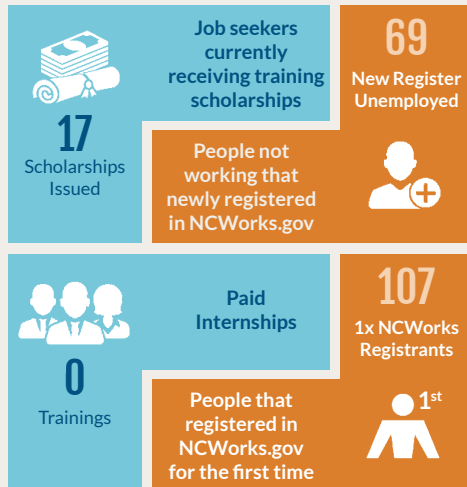 17
Scholarships
Issued
Job seekers
currently
receiving training
scholarships
69
New Register
Unemployed
People not
working that
newly registered
in NCWorks.gov
0
Trainings
Paid
Internships
107
1x NCWorks
Registrants
1st
People that
registered in
NCWorks.gov
for the first time